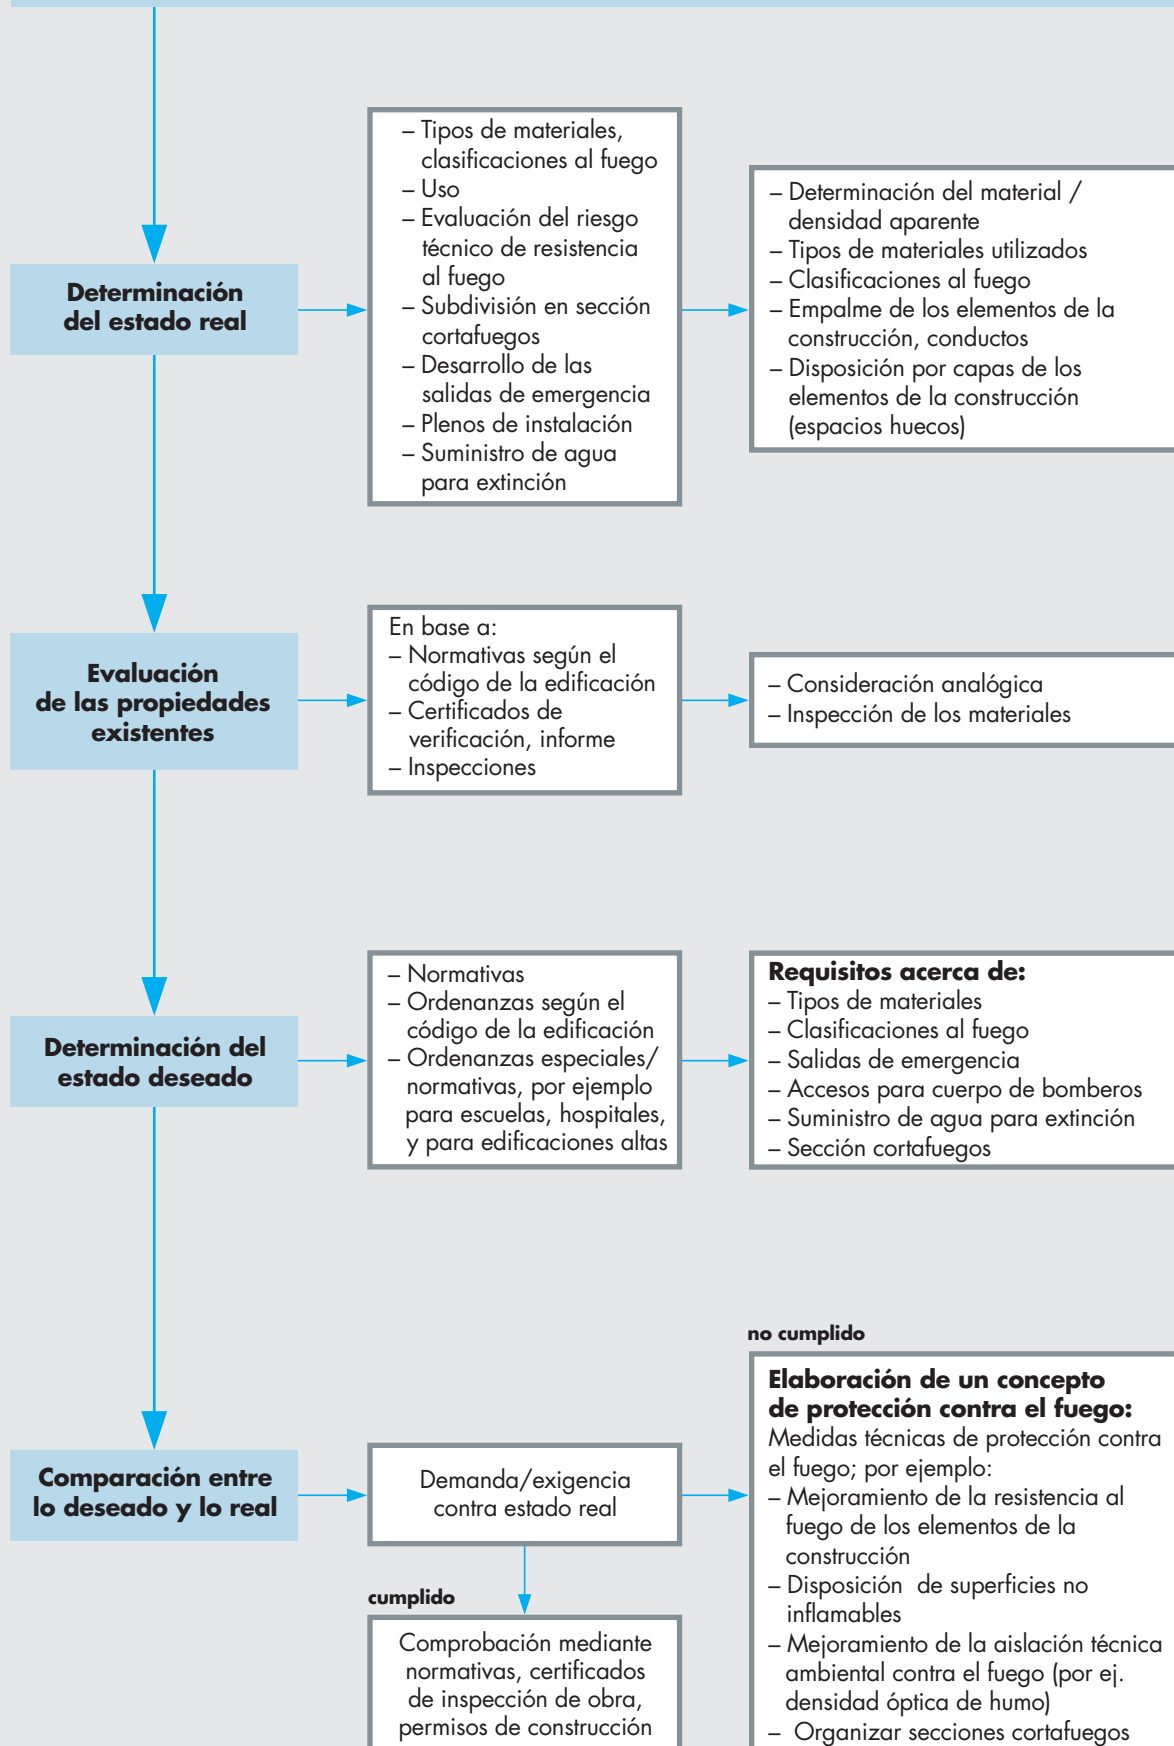 Determinación
del estado real
– Tipos de materiales,
clasificaciones al fuego
– Uso
– Evaluación del riesgo
técnico de resistencia
al fuego
– Subdivisión en sección
cortafuegos
– Desarrollo de las
salidas de emergencia
– Plenos de instalación
– Suministro de agua
para extinción
– Determinación del material /
densidad aparente
– Tipos de materiales utilizados
– Clasificaciones al fuego
– Empalme de los elementos de la
construcción, conductos
– Disposición por capas de los
elementos de la construcción
(espacios huecos)
Evaluación
de las propiedades
existentes
En base a:
– Normativas según el
código de la edificación
– Certificados de
verificación, informe
– Inspecciones
– Consideración analógica
– Inspección de los materiales
Determinación del
estado deseado
– Normativas
– Ordenanzas según el
código de la edificación
– Ordenanzas especiales/
normativas, por ejemplo
para escuelas, hospitales,
y para edificaciones altas
Requisitos acerca de:
– Tipos de materiales
– Clasificaciones al fuego
– Salidas de emergencia
– Accesos para cuerpo de bomberos
– Suministro de agua para extinción
– Sección cortafuegos
Comparación entre
lo deseado y lo real
Demanda/exigencia
contra estado real
cumplido
Comprobación mediante
normativas, certificados
de inspección de obra,
permisos de construcción
no cumplido
Elaboración de un concepto
de protección contra el fuego:
Medidas técnicas de protección contra
el fuego; por ejemplo:
– Mejoramiento de la resistencia al
fuego de los elementos de la
construcción
– Disposición de superficies no
inflamables
– Mejoramiento de la aislación técnica
ambiental contra el fuego (por ej.
densidad óptica de humo)
– Organizar secciones cortafuegos